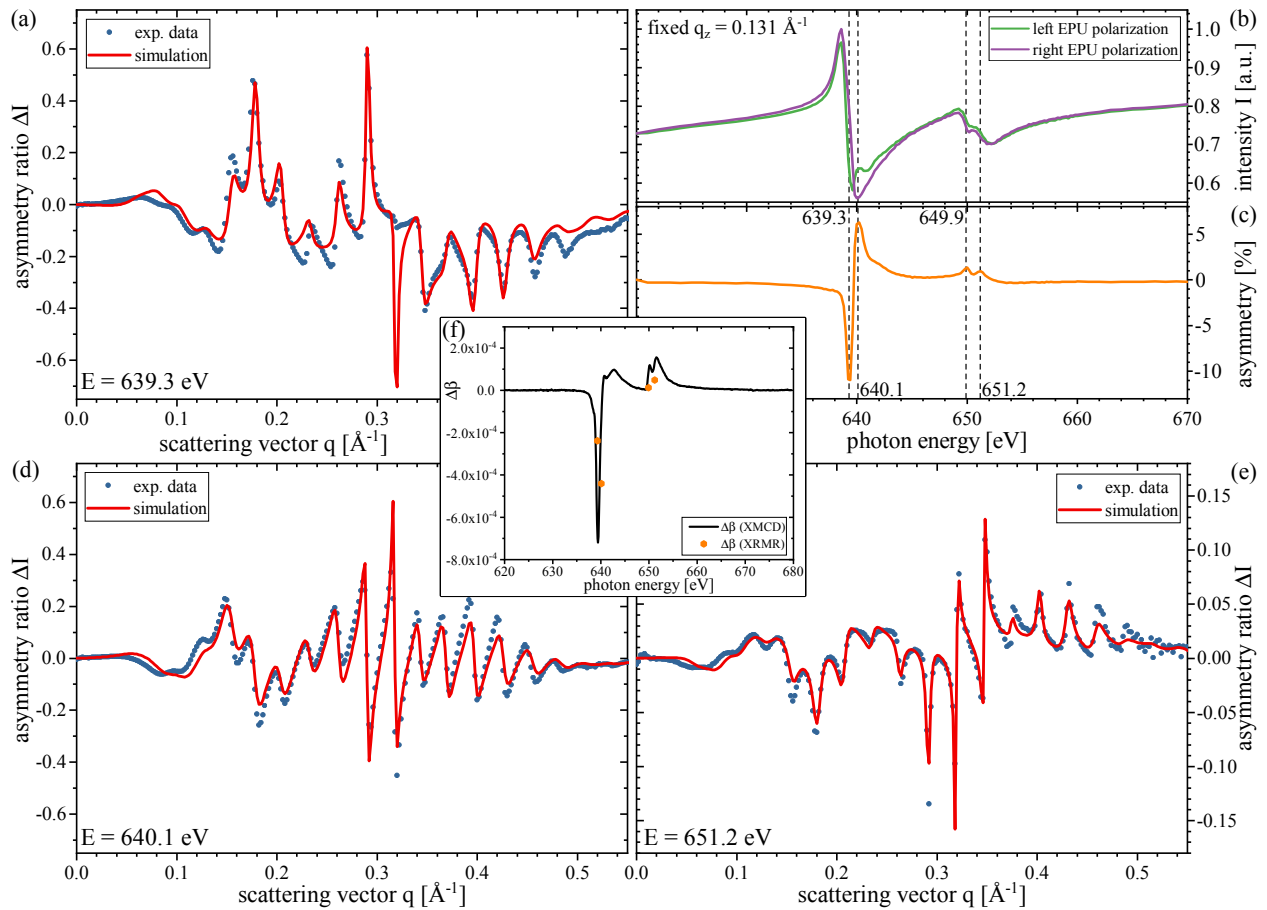 (a)
exp. data
simulation
0.6
0.4
0.2
0.0
-0.2
-0.4
-0.6
asymmetry ratio ΔI
E = 639.3 eV
0.0 0.1 0.2 0.3
scattering vector q [Å⁻¹]
(b)
fixed q_z = 0.131 Å⁻¹
left EPU polarization
right EPU polarization
1.0
0.9
0.8
0.7
0.6
intensity I [a.u.]
(c)
639.3 649.9
640.1 651.2
5
0
-5
-10
asymmetry [%]
640 650 660 670
photon energy [eV]
(f)
2.0x10⁻⁴
0.0
-2.0x10⁻⁴
-4.0x10⁻⁴
-6.0x10⁻⁴
-8.0x10⁻⁴
Δβ
Δβ (XMCD)
Δβ (XRMR)
620 630 640 650 660 670 680
photon energy [eV]
(d)
exp. data
simulation
0.6
0.4
0.2
0.0
-0.2
-0.4
-0.6
asymmetry ratio ΔI
E = 640.1 eV
0.0 0.1 0.2 0.3 0.4 0.5
scattering vector q [Å⁻¹]
(e)
exp. data
simulation
0.15
0.10
0.05
0.00
-0.05
-0.10
-0.15
asymmetry ratio ΔI
E = 651.2 eV
0.0 0.1 0.2 0.3 0.4 0.5
scattering vector q [Å⁻¹]